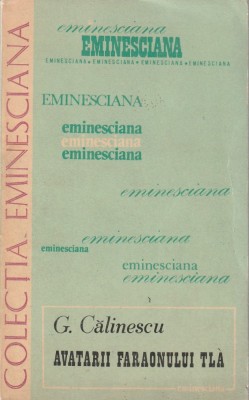 COLECȚIA EMINESCIANA
eminesciana
EMINESCIANA
EMINESCIANA • EMINESCIANA • EMINESCIANA • EMINESCIANA
EMINESCIANA
eminesciana
eminesciana
eminesciana
eminesciana
eminesciana
eminesciana
eminesciana
eminesciana
G. Călinescu
AVATARII FARAONULUI TLÀ